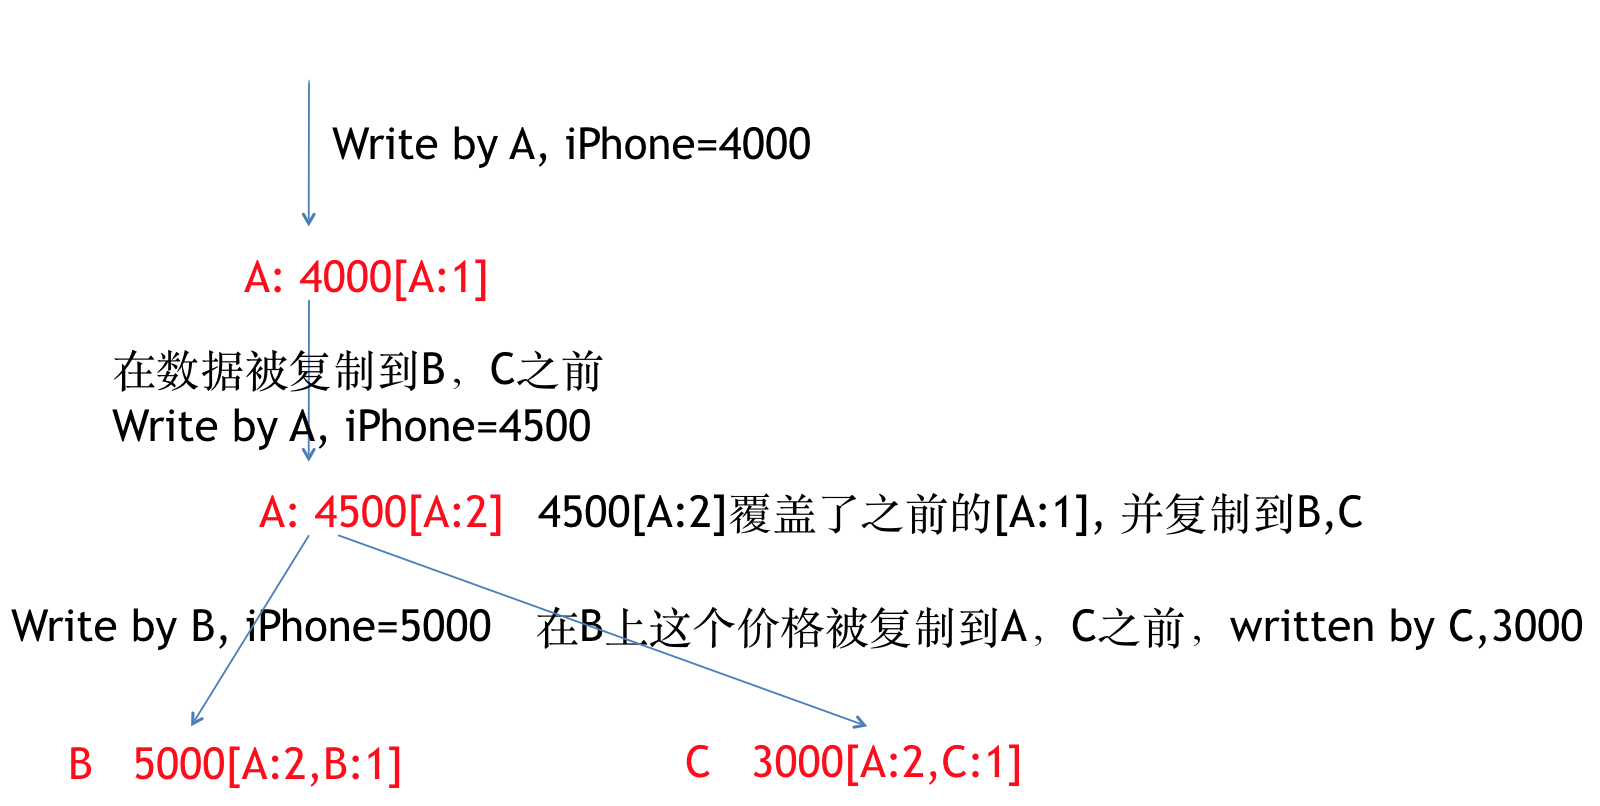 Write by A, iPhone=4000
A: 4000[A:1]
在数据被复制到B，C之前
Write by A, iPhone=4500
A: 4500[A:2] 4500[A:2]覆盖了之前的[A:1], 并复制到B,C
Write by B, iPhone=5000 在B上这个价格被复制到A，C之前，written by C,3000
B 5000[A:2,B:1] C 3000[A:2,C:1]